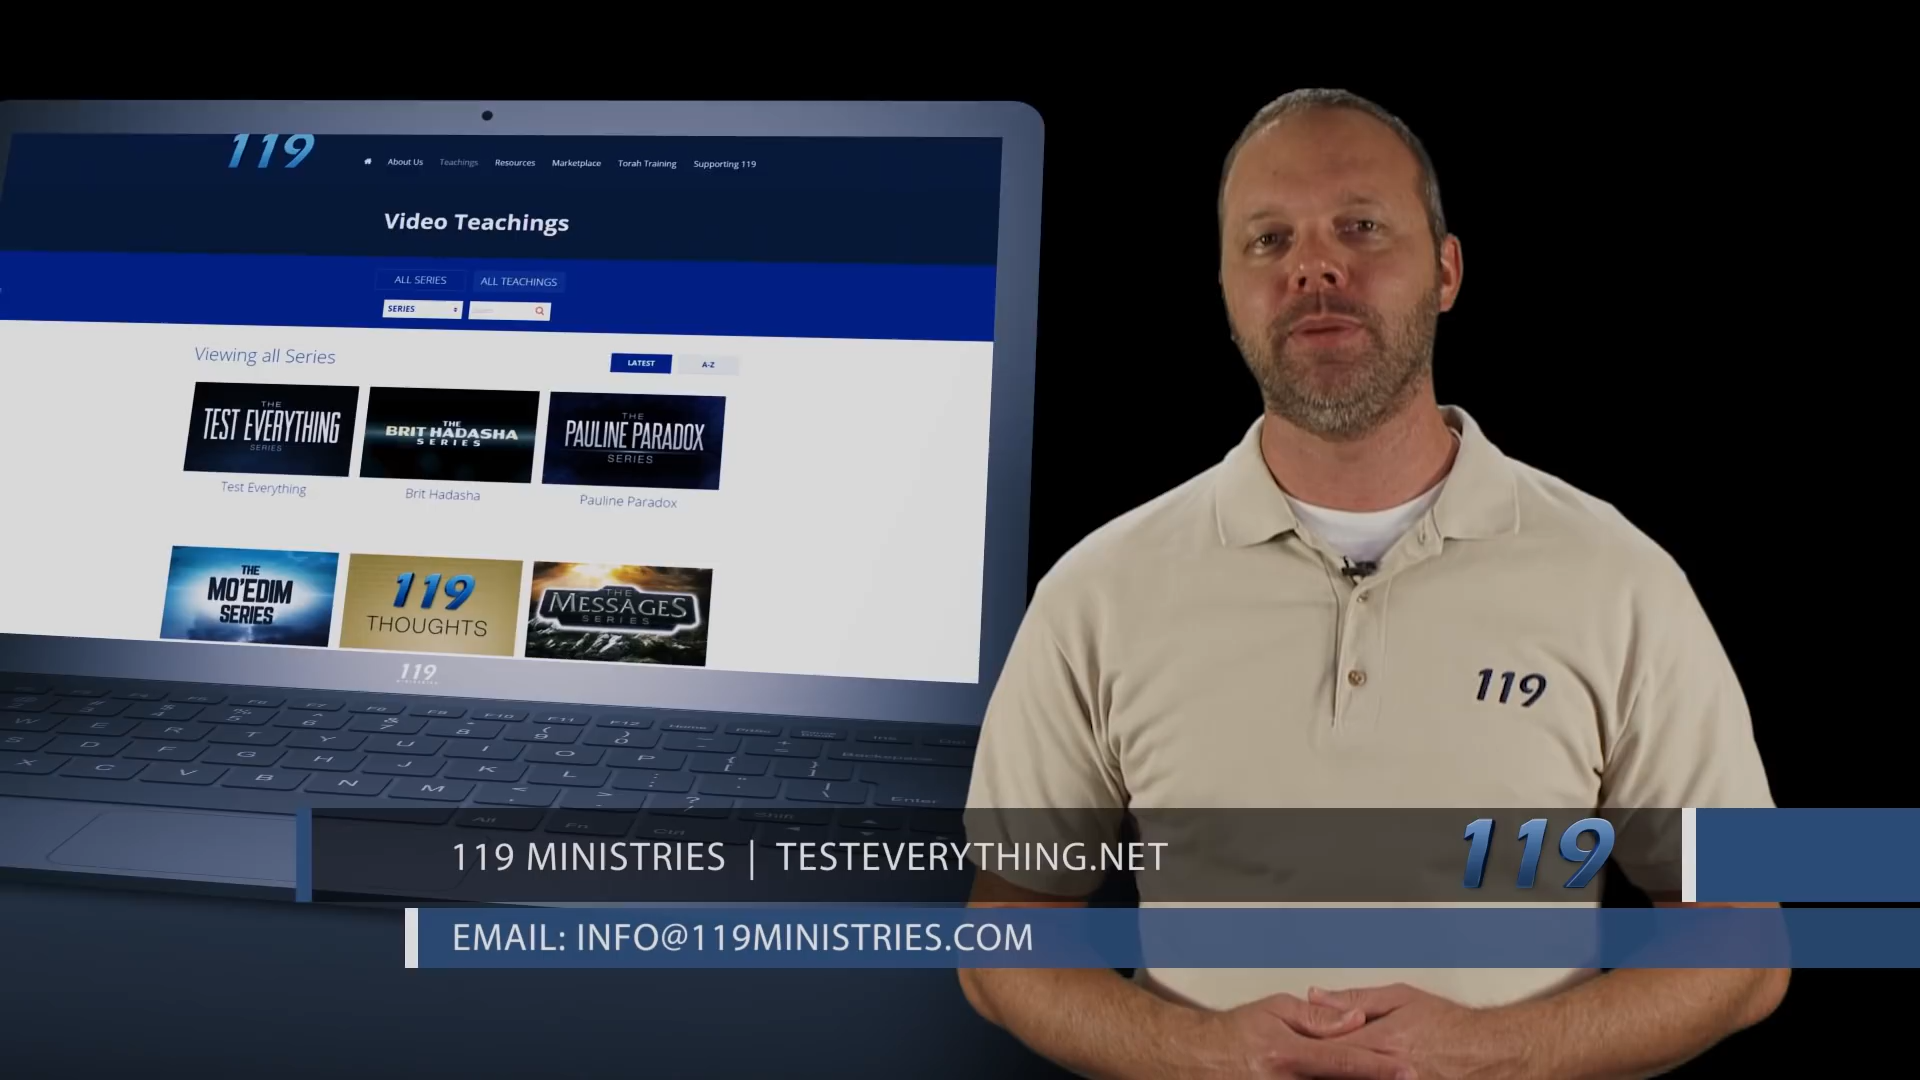 119
About Us Teachings Resources Marketplace Torah Training Supporting 119
Video Teachings
ALL SERIES ALL TEACHINGS
SERIES
Viewing all Series
LATEST A-Z
THE
TEST EVERYTHING
SERIES
THE
BRIT HADASHA
SERIES
THE
PAULINE PARADOX
SERIES
Test Everything
Brit Hadasha
Pauline Paradox
THE
MO'EDIM
SERIES
119
THOUGHTS
THE
MESSAGES
SERIES
119
119
119 MINISTRIES | TESTEVERYTHING.NET
119
EMAIL: INFO@119MINISTRIES.COM